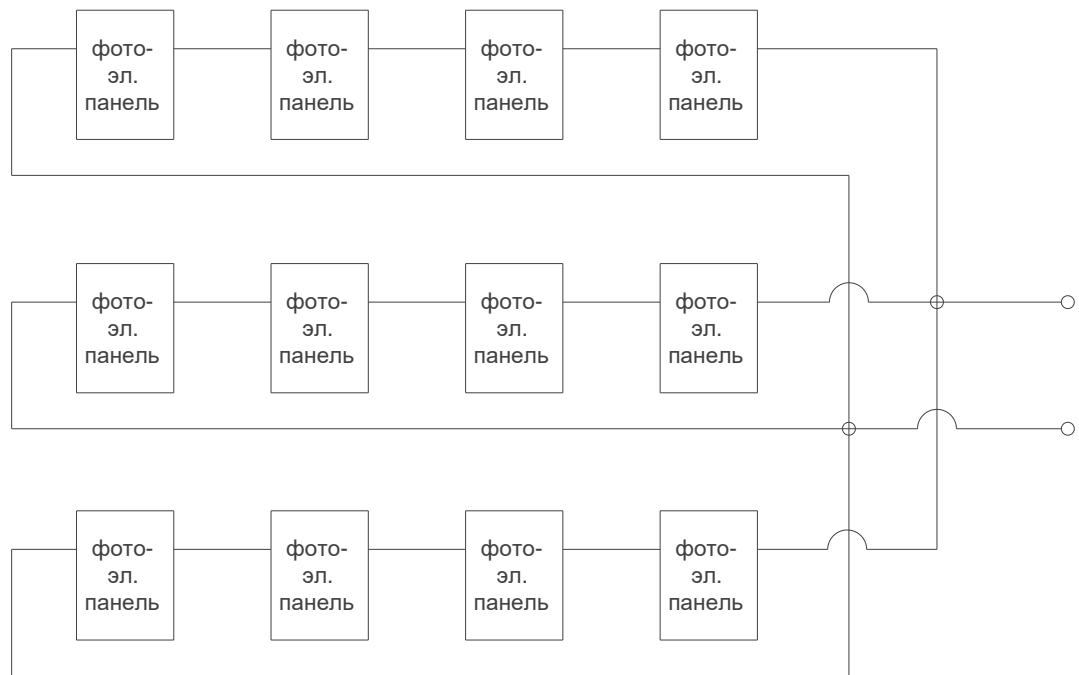 фото-
эл.
панель
фото-
эл.
панель
фото-
эл.
панель
фото-
эл.
панель
фото-
эл.
панель
фото-
эл.
панель
фото-
эл.
панель
фото-
эл.
панель
фото-
эл.
панель
фото-
эл.
панель
фото-
эл.
панель
фото-
эл.
панель